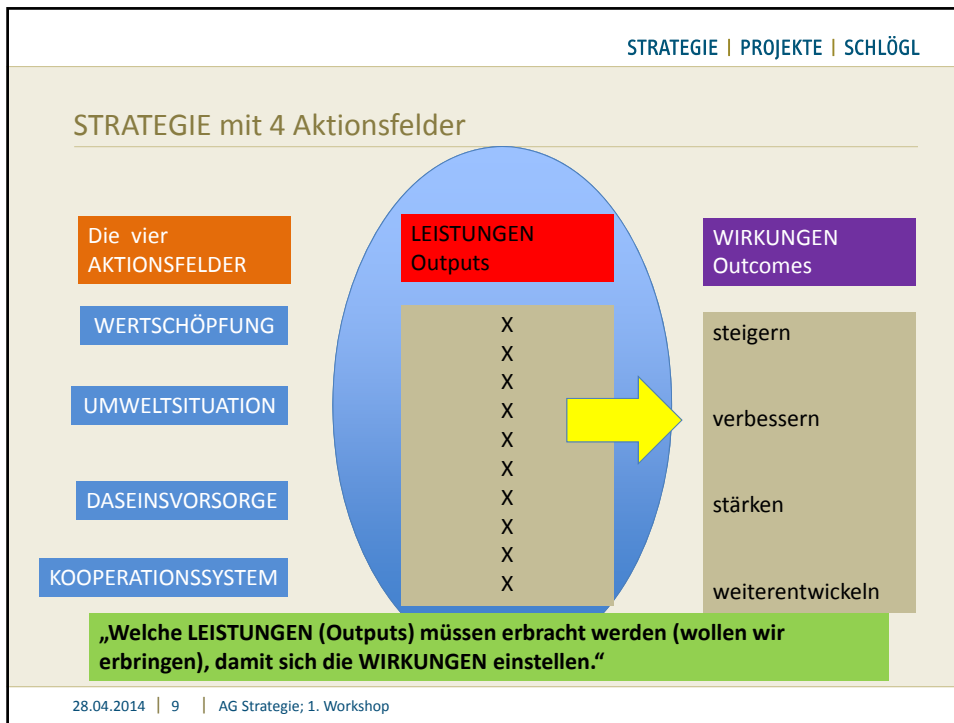 STRATEGIE | PROJEKTE | SCHLÖGL
STRATEGIE mit 4 Aktionsfelder
Die vier
AKTIONSFELDER
WERTSCHÖPFUNG
UMWELTSITUATION
DASEINSVORSORGE
KOOPERATIONSSYSTEM
LEISTUNGEN
Outputs
X
X
X
X
X
X
X
X
X
X
WIRKUNGEN
Outcomes
steigern
verbessern
stärken
weiterentwickeln
„Welche LEISTUNGEN (Outputs) müssen erbracht werden (wollen wir
erbringen), damit sich die WIRKUNGEN einstellen.“
28.04.2014 | 9 | AG Strategie; 1. Workshop